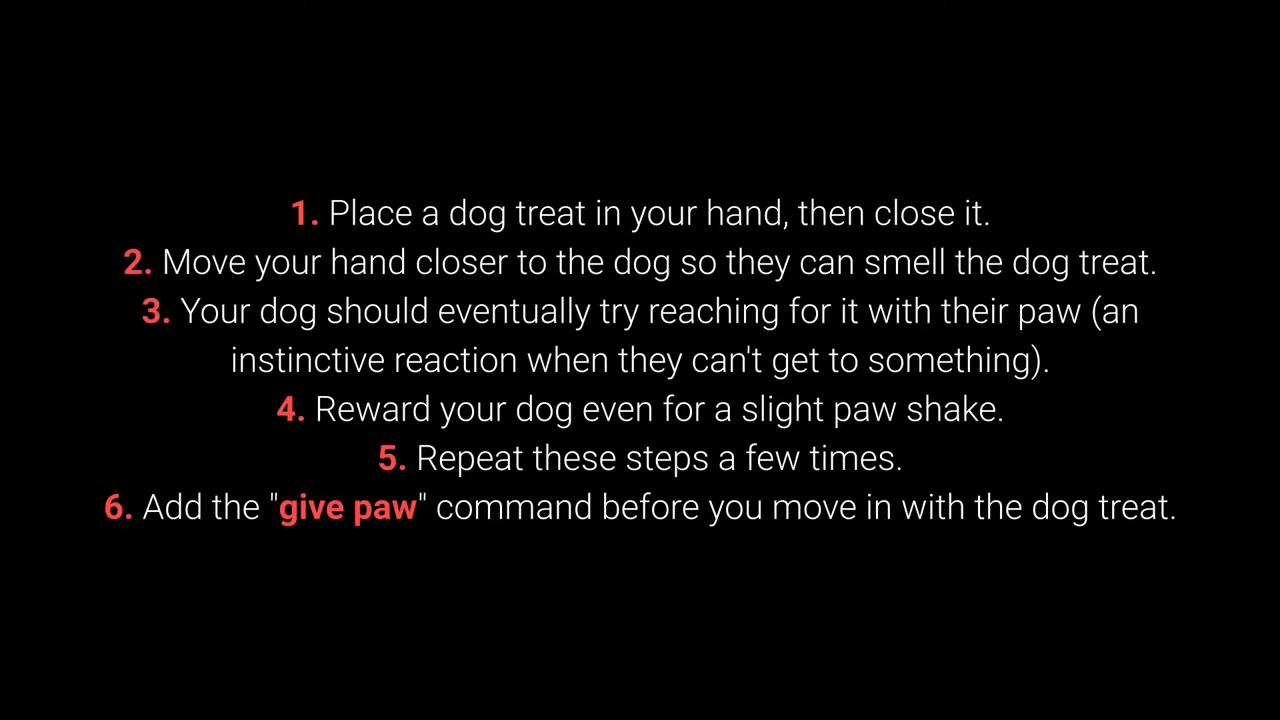 1. Place a dog treat in your hand, then close it.
2. Move your hand closer to the dog so they can smell the dog treat.
3. Your dog should eventually try reaching for it with their paw (an
instinctive reaction when they can't get to something).
4. Reward your dog even for a slight paw shake.
5. Repeat these steps a few times.
6. Add the "give paw" command before you move in with the dog treat.